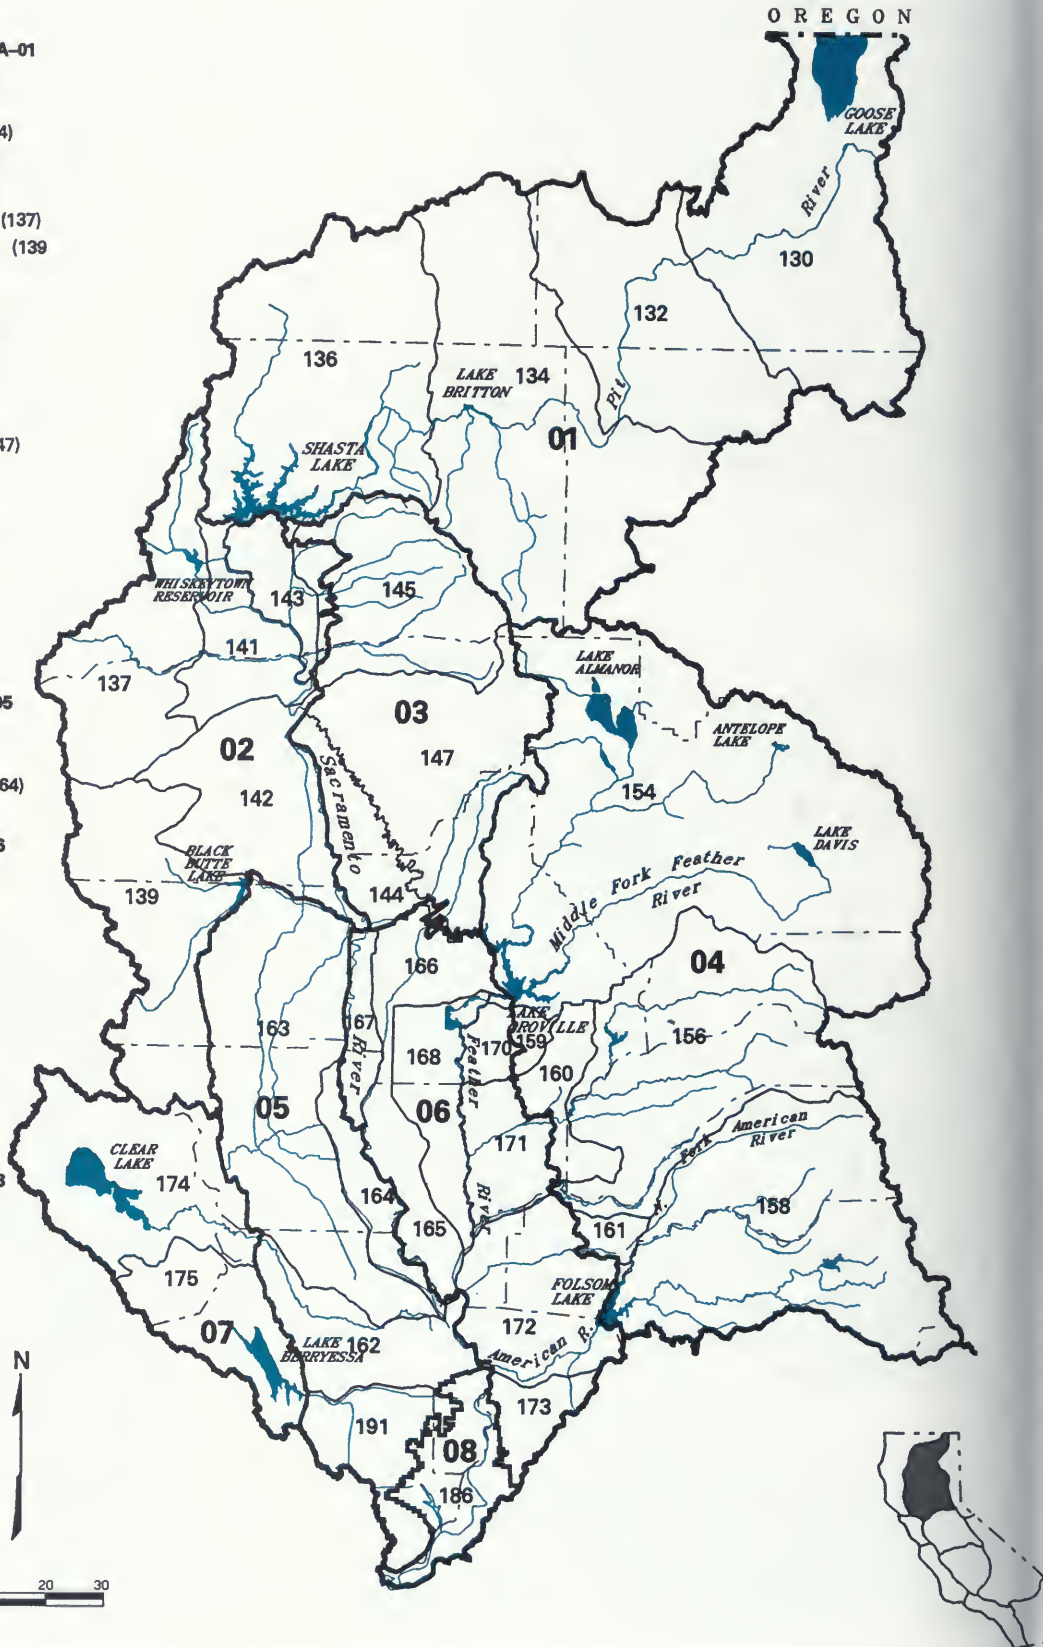 OREGON
A-01
GOOSE
LAKE
4)
River
(137)
(139
130
132
136
LAKE
BRITTON
134
Pit
01
47)
SHASTA
LAKE
WHISKEYTOWN
RESERVOIR
143
145
141
137
LAKE
ALMANOR
03
02
ANTELOPE
LAKE
147
Sacramento
142
154
64)
LAKE
DAVIS
BLACK
BUTTE
LAKE
Middle Fork Feather
River
139
144
04
166
LAKE
OROVILLE
163
167
River
168
Feather
170
159
156
160
05
06
Fork American
River
171
CLEAR
LAKE
174
164
River
165
N.
158
161
175
FOLSOM
LAKE
07
LAKE
BERRYESSA
162
172
American R.
N
173
191
08
186
20 30